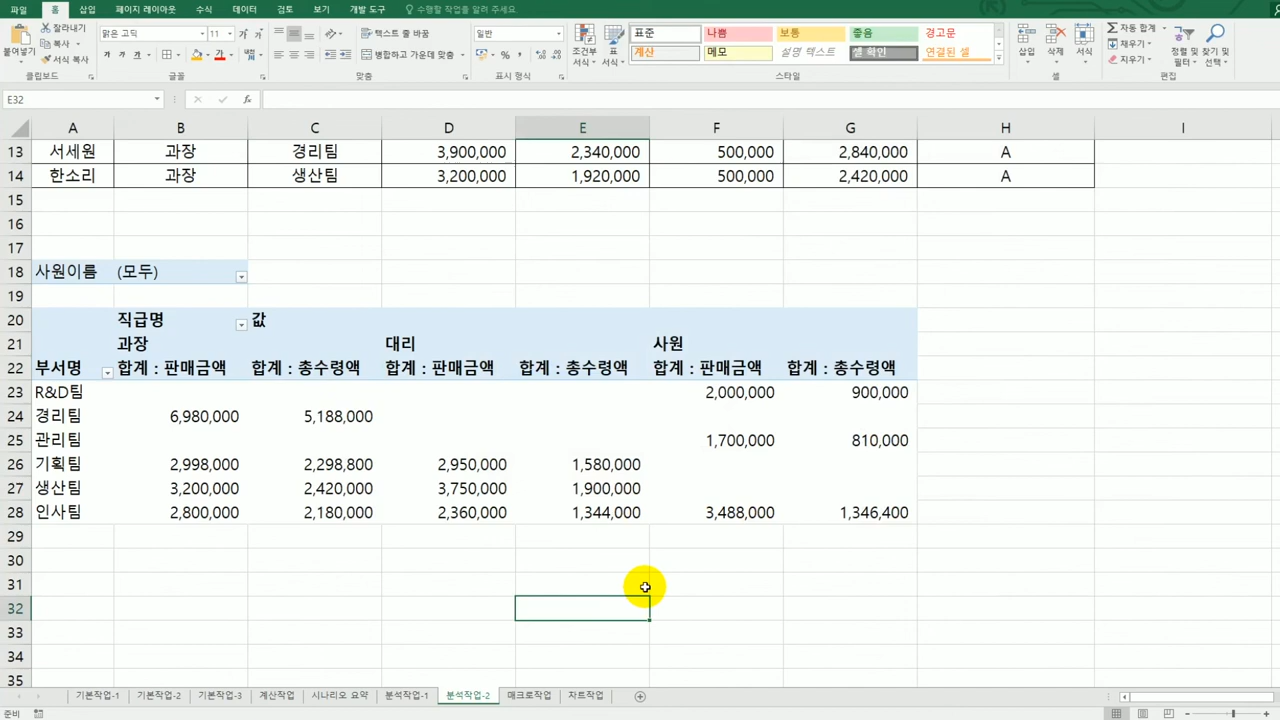 파일 홈 삽입 페이지 레이아웃 수식 데이터 검토 보기 개발 도구 수행할 작업을 알려 주세요.
잘라내기 맑은 고딕 11 텍스트 줄 바꿈 일반 표준 나쁨 보통 좋음 경고문 자동 합계
붙여넣기 복사 조건부 서식 표 서식 삽입 삭제 서식 채우기 정렬 및 필터 찾기 및 선택
서식 복사 가 가 가 병합하고 가운데 맞춤 계산 메모 설명 텍스트 셀 확인 연결된 셀 지우기
클립보드 글꼴 맞춤 표시 형식 스타일 셀 편집
E32 fx
A B C D E F G H I
13 서세원 과장 경리팀 3,900,000 2,340,000 500,000 2,840,000 A
14 한소리 과장 생산팀 3,200,000 1,920,000 500,000 2,420,000 A
15
16
17
18 사원이름 (모두)
19
20 직급명 값
21 과장 대리 사원
22 부서명 합계 : 판매금액 합계 : 총수령액 합계 : 판매금액 합계 : 총수령액 합계 : 판매금액 합계 : 총수령액
23 R&D팀 2,000,000 900,000
24 경리팀 6,980,000 5,188,000
25 관리팀 1,700,000 810,000
26 기획팀 2,998,000 2,298,800 2,950,000 1,580,000
27 생산팀 3,200,000 2,420,000 3,750,000 1,900,000
28 인사팀 2,800,000 2,180,000 2,360,000 1,344,000 3,488,000 1,346,400
29
30
31
32
33
34
35
기본작업-1 기본작업-2 기본작업-3 계산작업 시나리오 요약 분석작업-1 분석작업-2 매크로작업 차트작업
준비